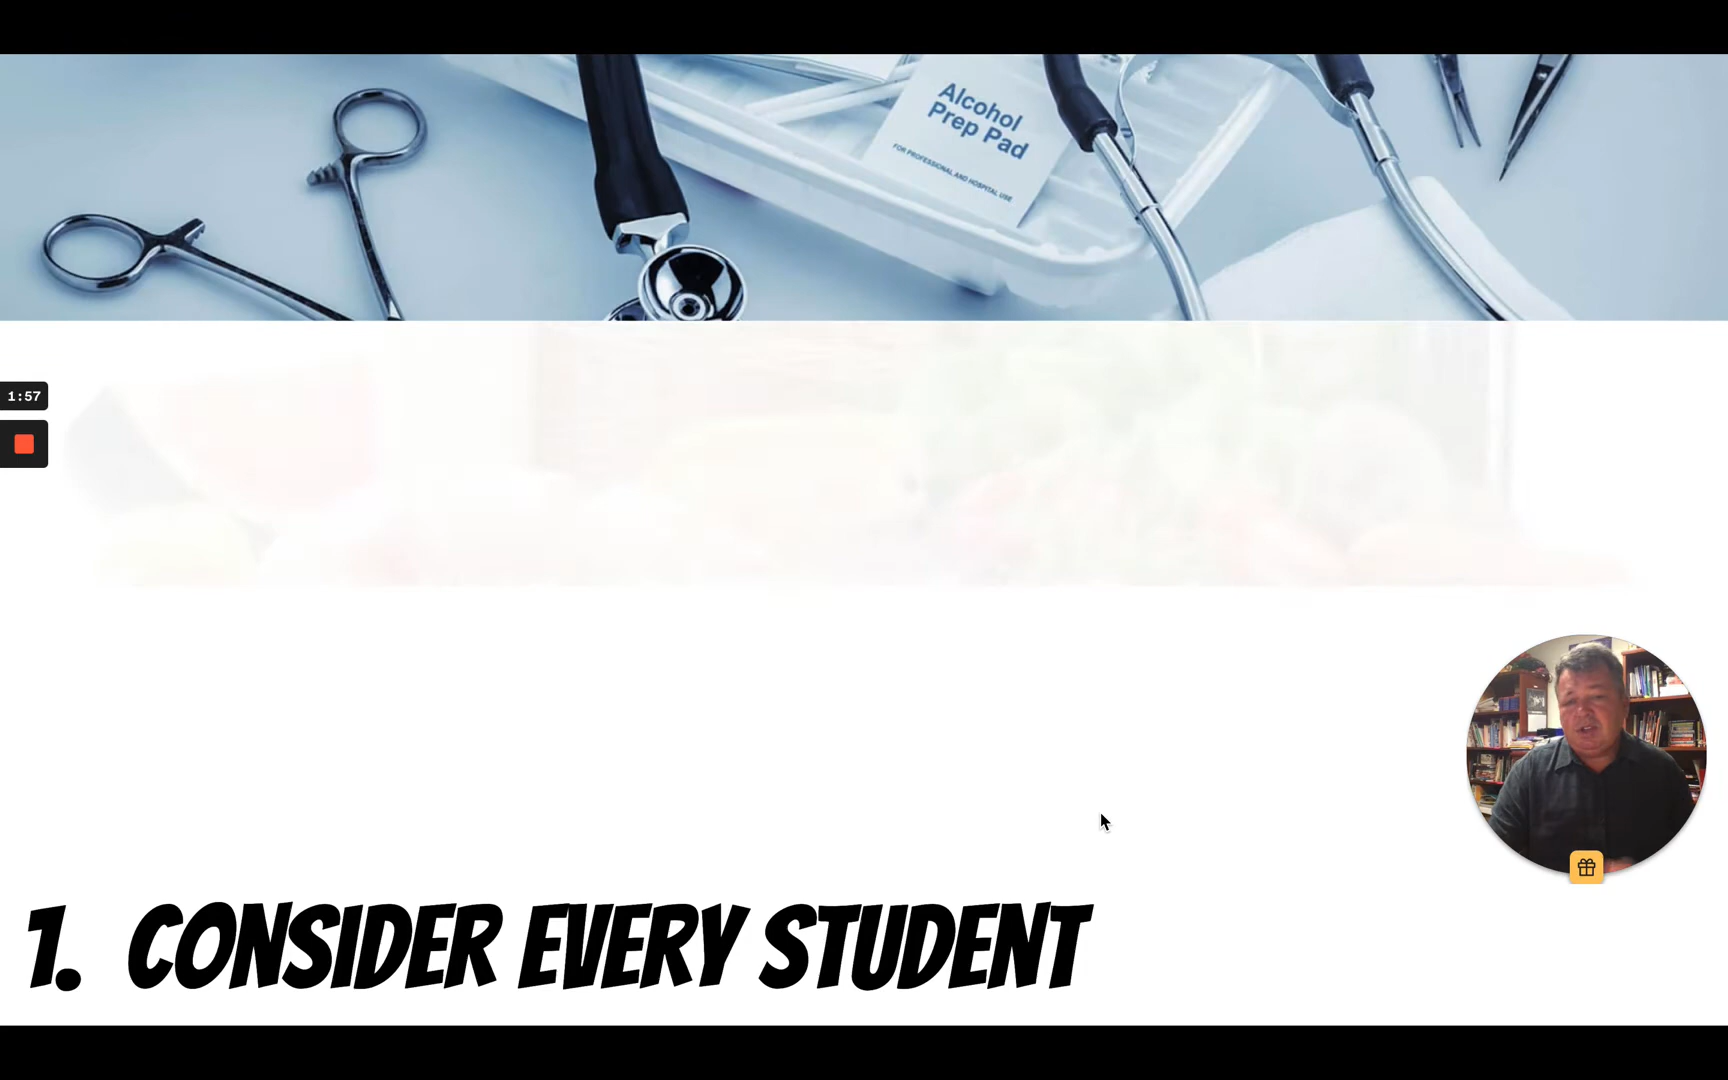 Alcohol
Prep Pad
FOR PROFESSIONAL AND HOSPITAL USE
1:57
1. CONSIDER EVERY STUDENT